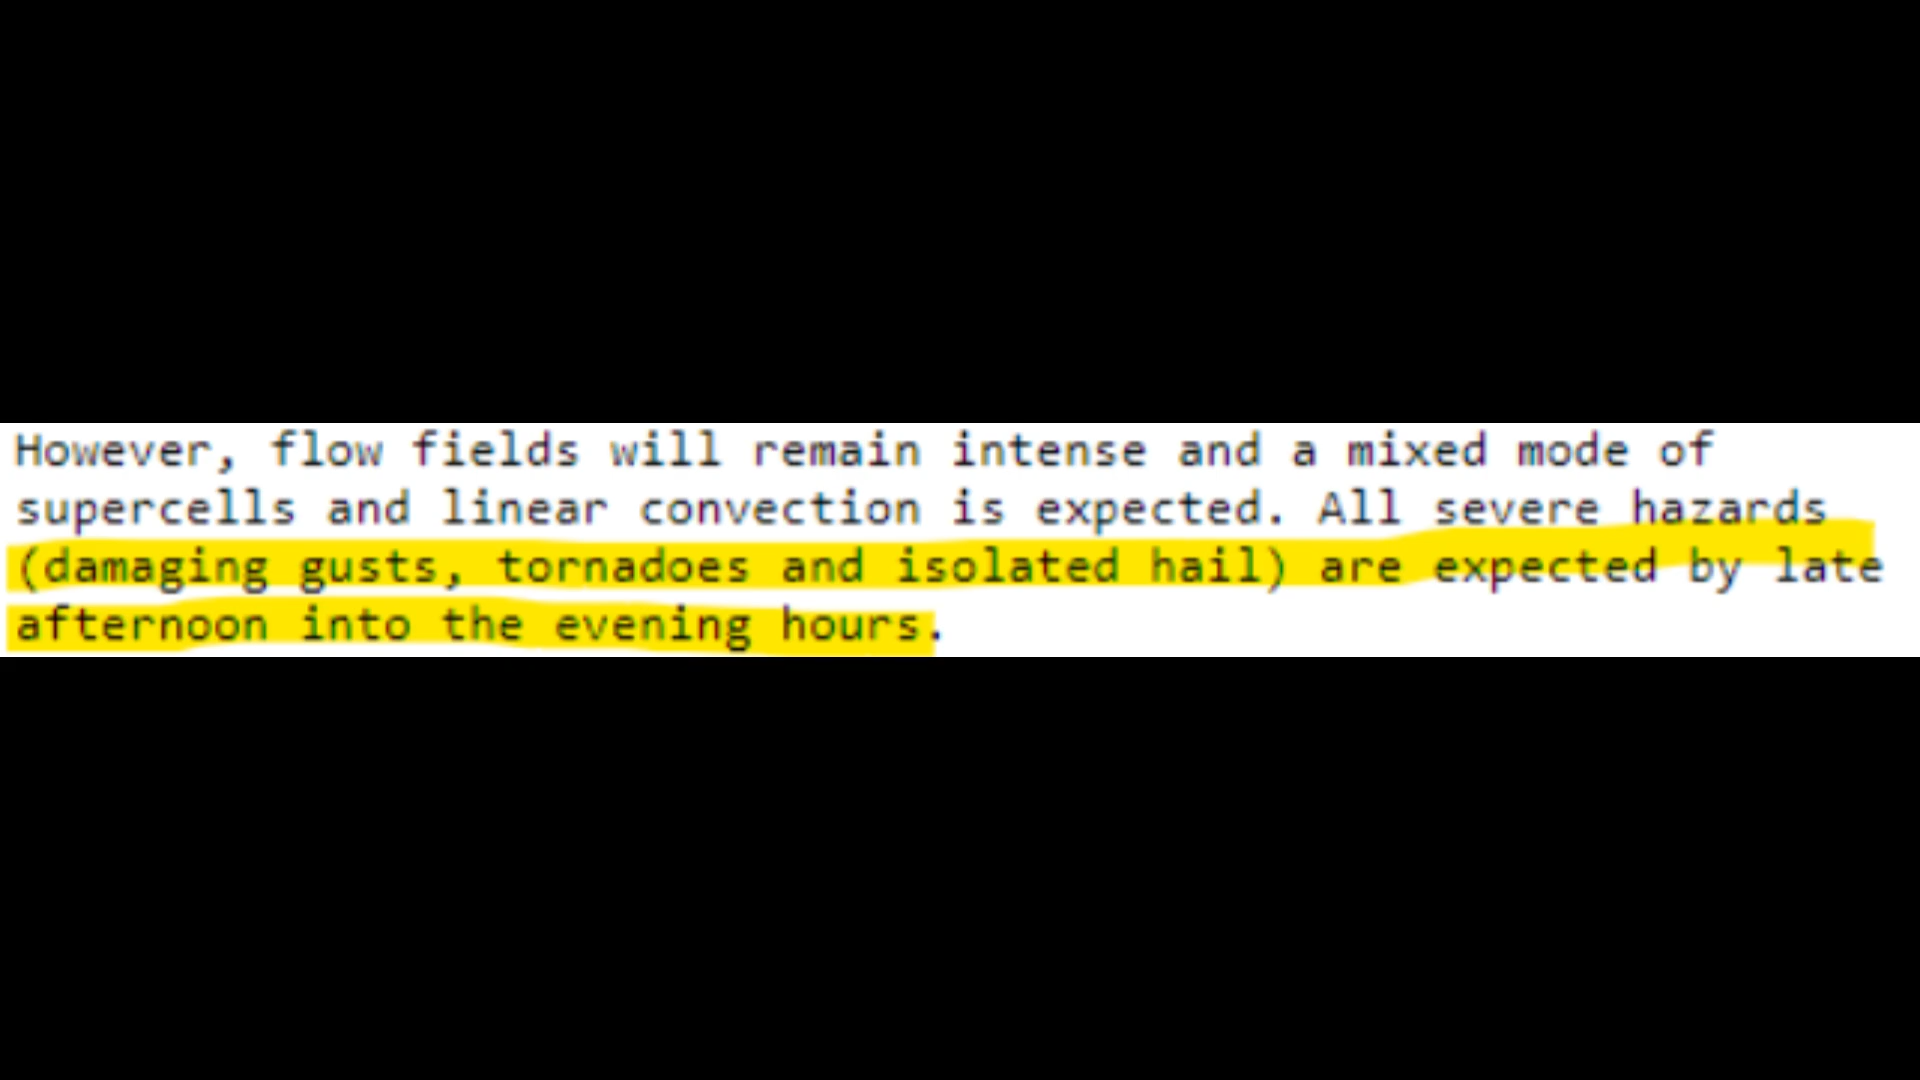 However, flow fields will remain intense and a mixed mode of
supercells and linear convection is expected. All severe hazards
(damaging gusts, tornadoes and isolated hail) are expected by late
afternoon into the evening hours.